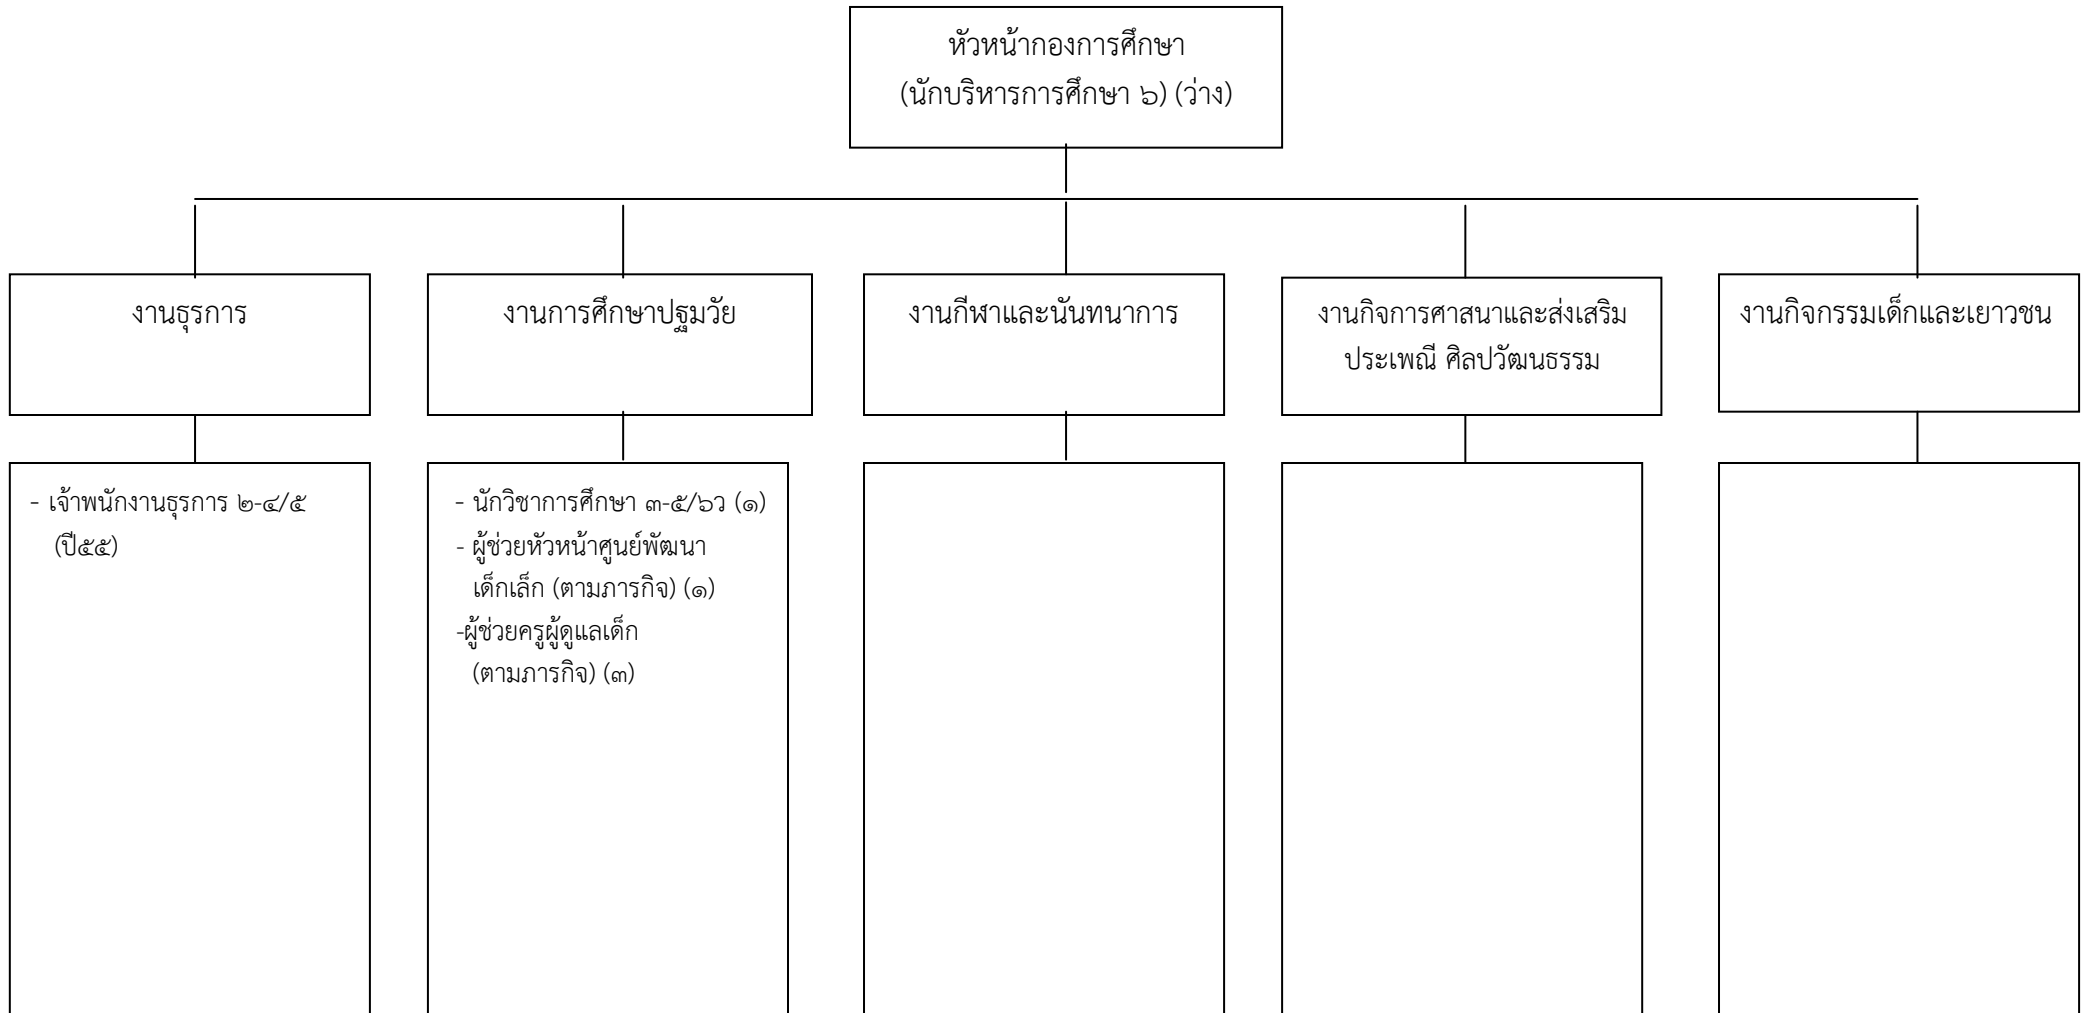 หัวหน้ากองการศึกษา
(นักบริหารการศึกษา ๖) (ว่าง)
งานธุรการ
งานการศึกษาปฐมวัย
งานกีฬาและนันทนาการ
งานกิจการศาสนาและส่งเสริม
ประเพณี ศิลปวัฒนธรรม
งานกิจกรรมเด็กและเยาวชน
- เจ้าพนักงานธุรการ ๒-๔/๕
(ปี๕๕)
- นักวิชาการศึกษา ๓-๕/๖ว (๑)
- ผู้ช่วยหัวหน้าศูนย์พัฒนา
เด็กเล็ก (ตามภารกิจ) (๑)
-ผู้ช่วยครูผู้ดูแลเด็ก
(ตามภารกิจ) (๓)